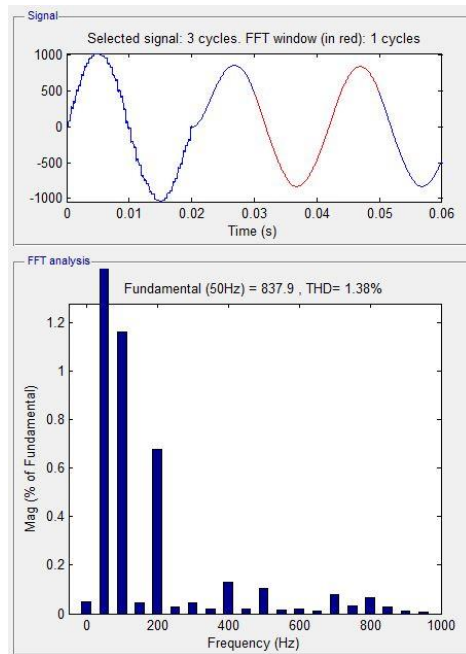 Signal
Selected signal: 3 cycles. FFT window (in red): 1 cycles
1000
500
0
-500
-1000
0 0.01 0.02 0.03 0.04 0.05 0.06
Time (s)
FFT analysis
Fundamental (50Hz) = 837.9 , THD= 1.38%
1.2
1
0.8
0.6
0.4
0.2
0
0 200 400 600 800 1000
Frequency (Hz)
Mag (% of Fundamental)